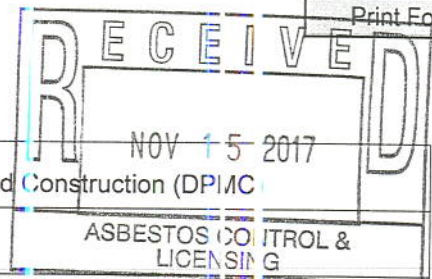 Print Fo
RECEIVED
NOV 15 2017
d Construction (DPMC
ASBESTOS CONTROL &
LICENSING